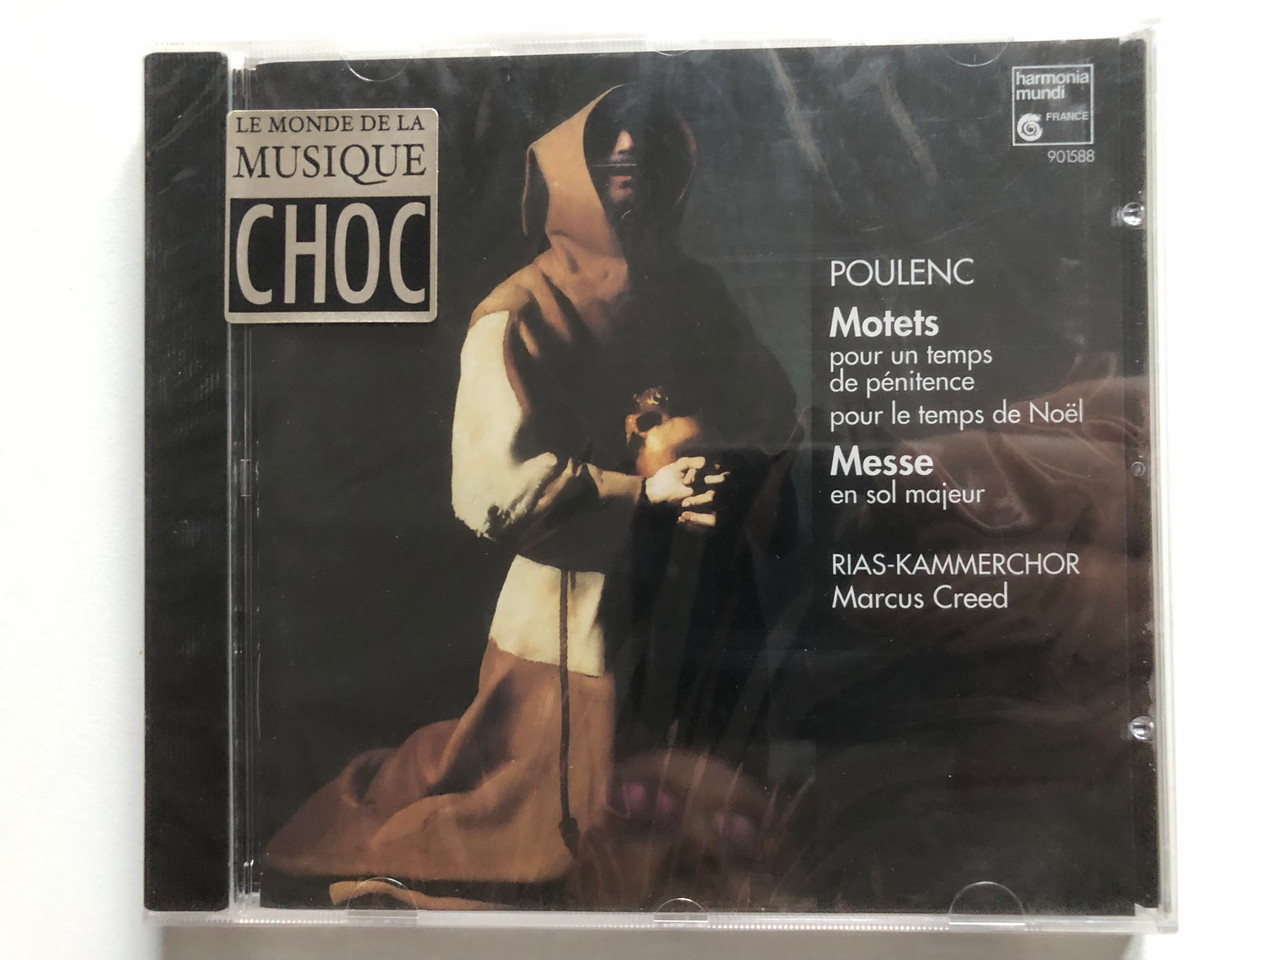 LE MONDE DE LA
MUSIQUE
CHOC
harmonia
mundi
FRANCE
901588
POULENC
Motets
pour un temps
de pénitence
pour le temps de Noël
Messe
en sol majeur
RIAS-KAMMERCHOR
Marcus Creed